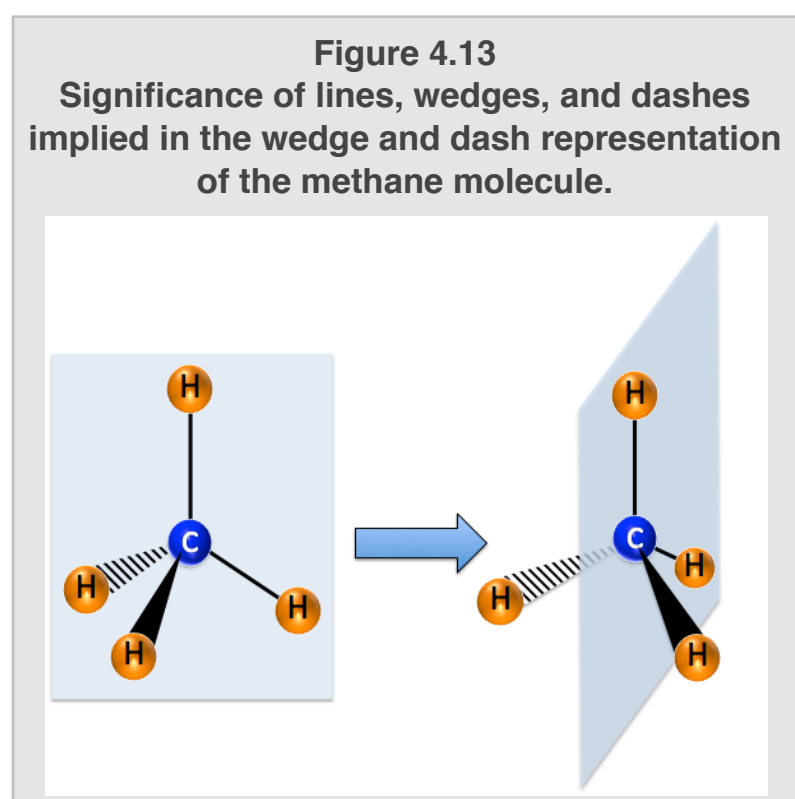 Figure 4.13
Significance of lines, wedges, and dashes
implied in the wedge and dash representation
of the methane molecule.
H
C
H
H
H
H
C
H
H
H